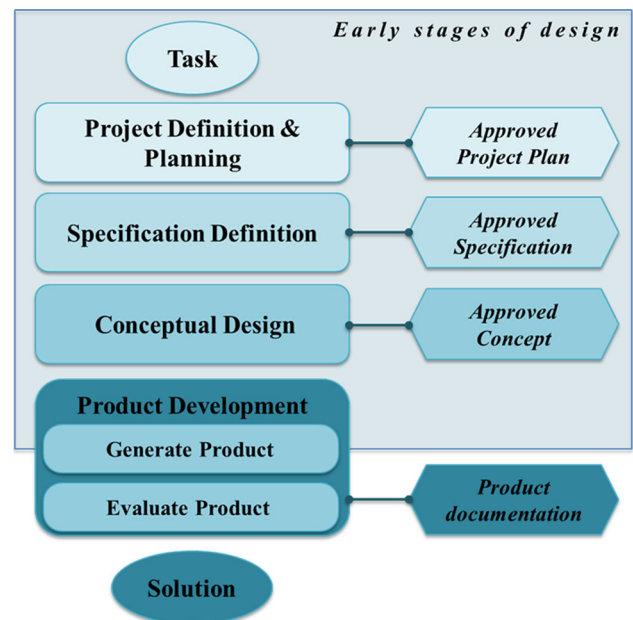 Early stages of design
Task
Project Definition &
Planning
Approved
Project Plan
Specification Definition
Approved
Specification
Conceptual Design
Approved
Concept
Product Development
Generate Product
Evaluate Product
Product
documentation
Solution